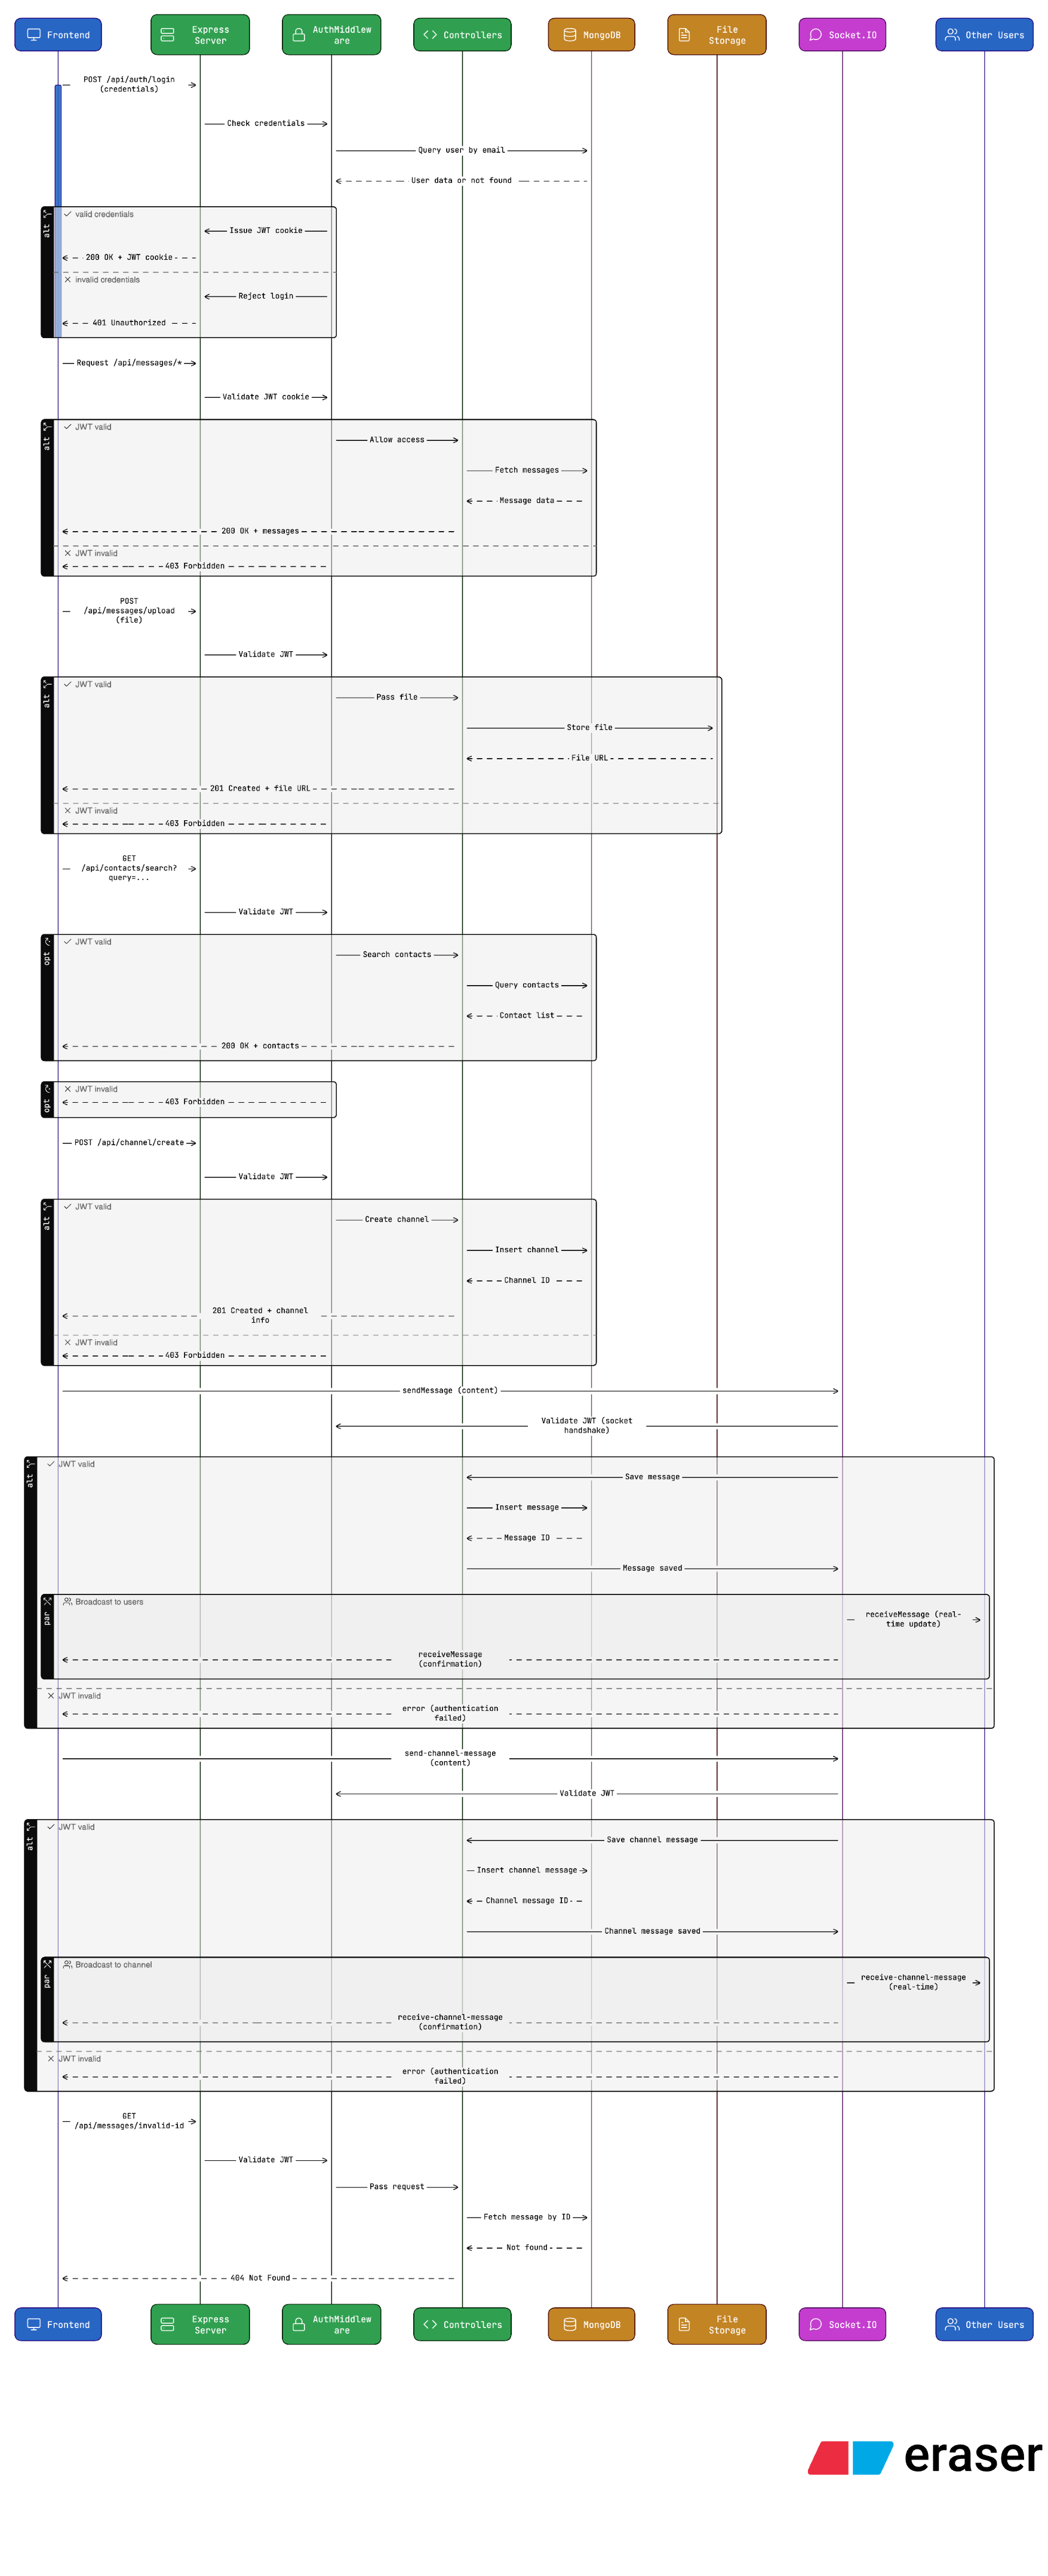 Frontend
Express
Server
AuthMiddlew
are
Controllers
MongoDB
File
Storage
Socket.IO
Other Users
POST /api/auth/login
(credentials)
Check credentials
Query user by email
User data or not found
alt
valid credentials
Issue JWT cookie
200 OK + JWT cookie
invalid credentials
Reject login
401 Unauthorized
Request /api/messages/*
Validate JWT cookie
alt
JWT valid
Allow access
Fetch messages
Message data
200 OK + messages
JWT invalid
403 Forbidden
POST
/api/messages/upload
(file)
Validate JWT
alt
JWT valid
Pass file
Store file
File URL
201 Created + file URL
JWT invalid
403 Forbidden
GET
/api/contacts/search?
query=...
Validate JWT
opt
JWT valid
Search contacts
Query contacts
Contact list
200 OK + contacts
opt
JWT invalid
403 Forbidden
POST /api/channel/create
Validate JWT
alt
JWT valid
Create channel
Insert channel
Channel ID
201 Created + channel
info
JWT invalid
403 Forbidden
sendMessage (content)
Validate JWT (socket
handshake)
alt
JWT valid
Save message
Insert message
Message ID
Message saved
par
Broadcast to users
receiveMessage (real-
time update)
receiveMessage
(confirmation)
JWT invalid
error (authentication
failed)
send-channel-message
(content)
Validate JWT
alt
JWT valid
Save channel message
Insert channel message
Channel message ID
Channel message saved
par
Broadcast to channel
receive-channel-message
(real-time)
receive-channel-message
(confirmation)
JWT invalid
error (authentication
failed)
GET
/api/messages/invalid-id
Validate JWT
Pass request
Fetch message by ID
Not found
404 Not Found
Frontend
Express
Server
AuthMiddlew
are
Controllers
MongoDB
File
Storage
Socket.IO
Other Users
eraser